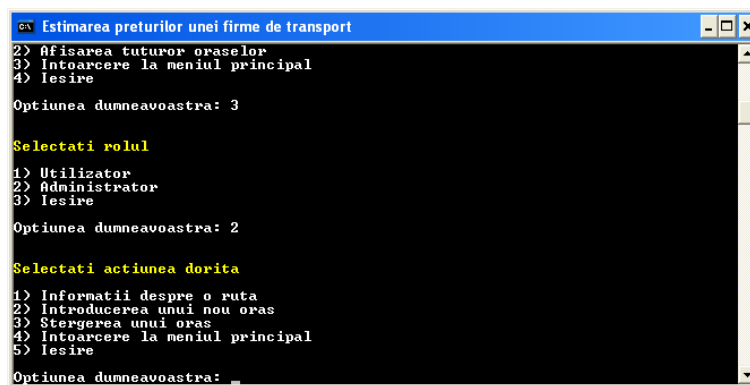 Estimarea preturilor unei firme de transport
2) Afisarea tuturor oraselor
3) Intoarcere la meniul principal
4) Iesire
Optiunea dumneavoastra: 3
Selectati rolul
1) Utilizator
2) Administrator
3) Iesire
Optiunea dumneavoastra: 2
Selectati actiunea dorita
1) Informatii despre o ruta
2) Introducerea unui nou oras
3) Stergerea unui oras
4) Intoarcere la meniul principal
5) Iesire
Optiunea dumneavoastra: _